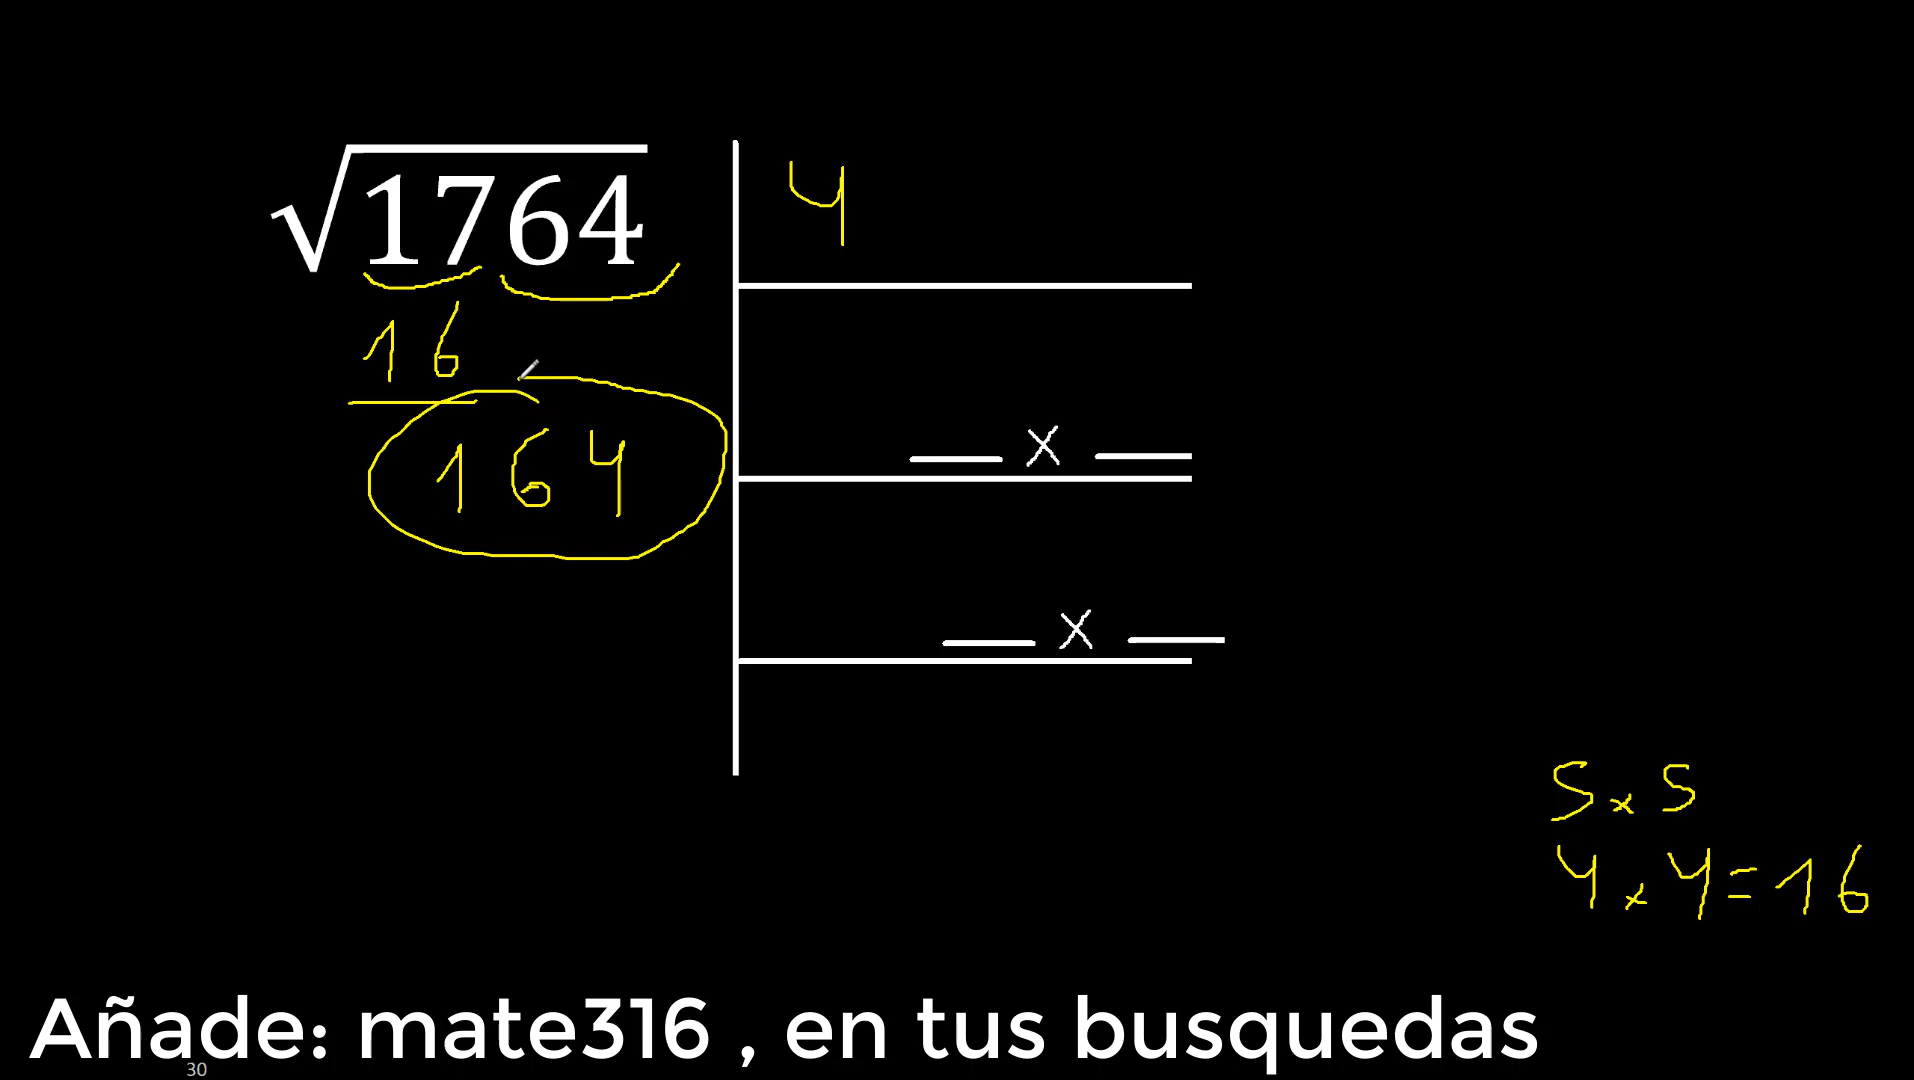 √1764 4
16
164
___ X ___
___ X ___
5 x 5
4 x 4 = 16
Añade: mate316 , en tus busquedas
30